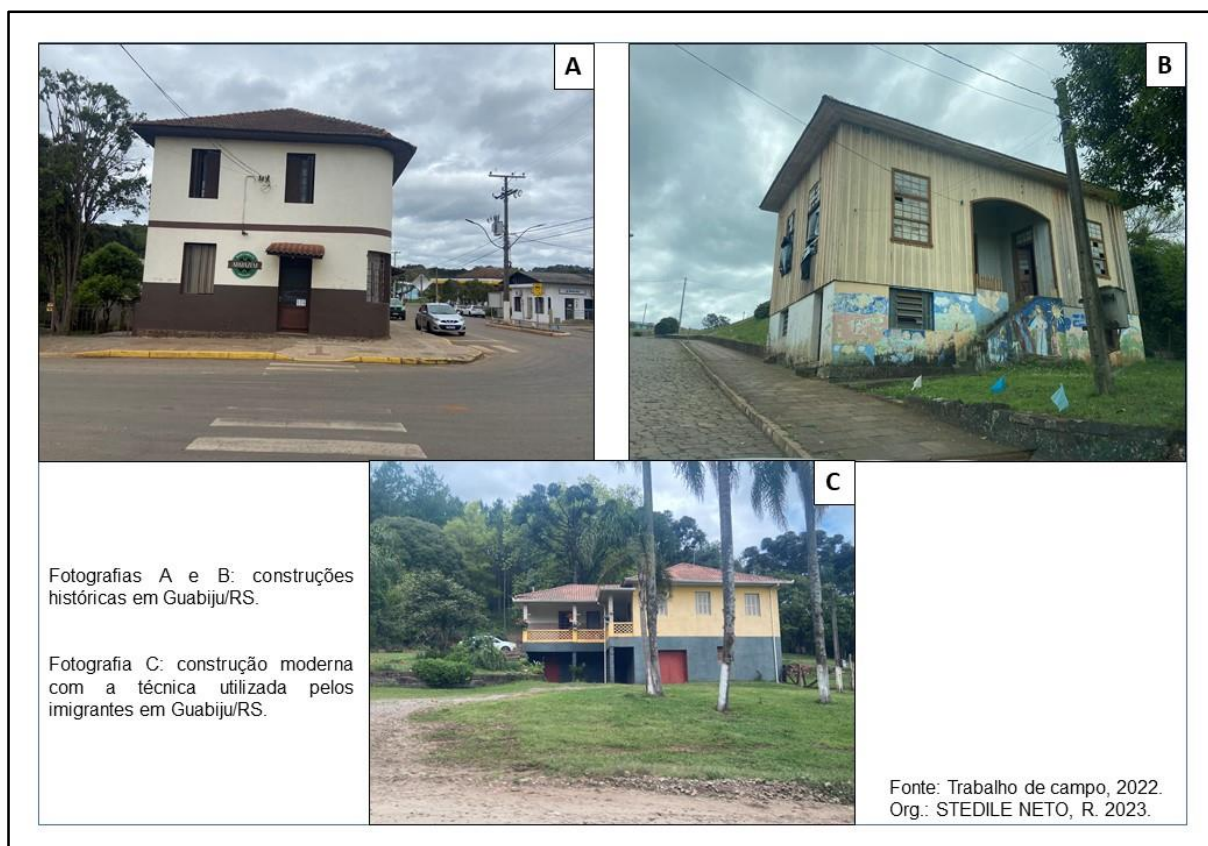 A
B
C
Fotografias A e B: construções
históricas em Guabiju/RS.
Fotografia C: construção moderna
com a técnica utilizada pelos
imigrantes em Guabiju/RS.
Fonte: Trabalho de campo, 2022.
Org.: STEDILE NETO, R. 2023.